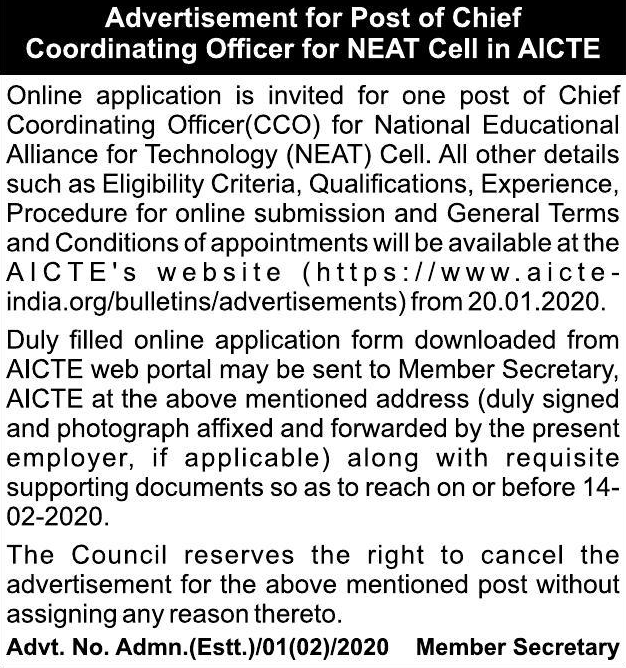 Advertisement for Post of Chief
Coordinating Officer for NEAT Cell in AICTE
Online application is invited for one post of Chief
Coordinating Officer(CCO) for National Educational
Alliance for Technology (NEAT) Cell. All other details
such as Eligibility Criteria, Qualifications, Experience,
Procedure for online submission and General Terms
and Conditions of appointments will be available at the
AICTE's website (https://www.aicte-
india.org/bulletins/advertisements) from 20.01.2020.
Duly filled online application form downloaded from
AICTE web portal may be sent to Member Secretary,
AICTE at the above mentioned address (duly signed
and photograph affixed and forwarded by the present
employer, if applicable) along with requisite
supporting documents so as to reach on or before 14-
02-2020.
The Council reserves the right to cancel the
advertisement for the above mentioned post without
assigning any reason thereto.
Advt. No. Admn.(Estt.)/01(02)/2020 Member Secretary